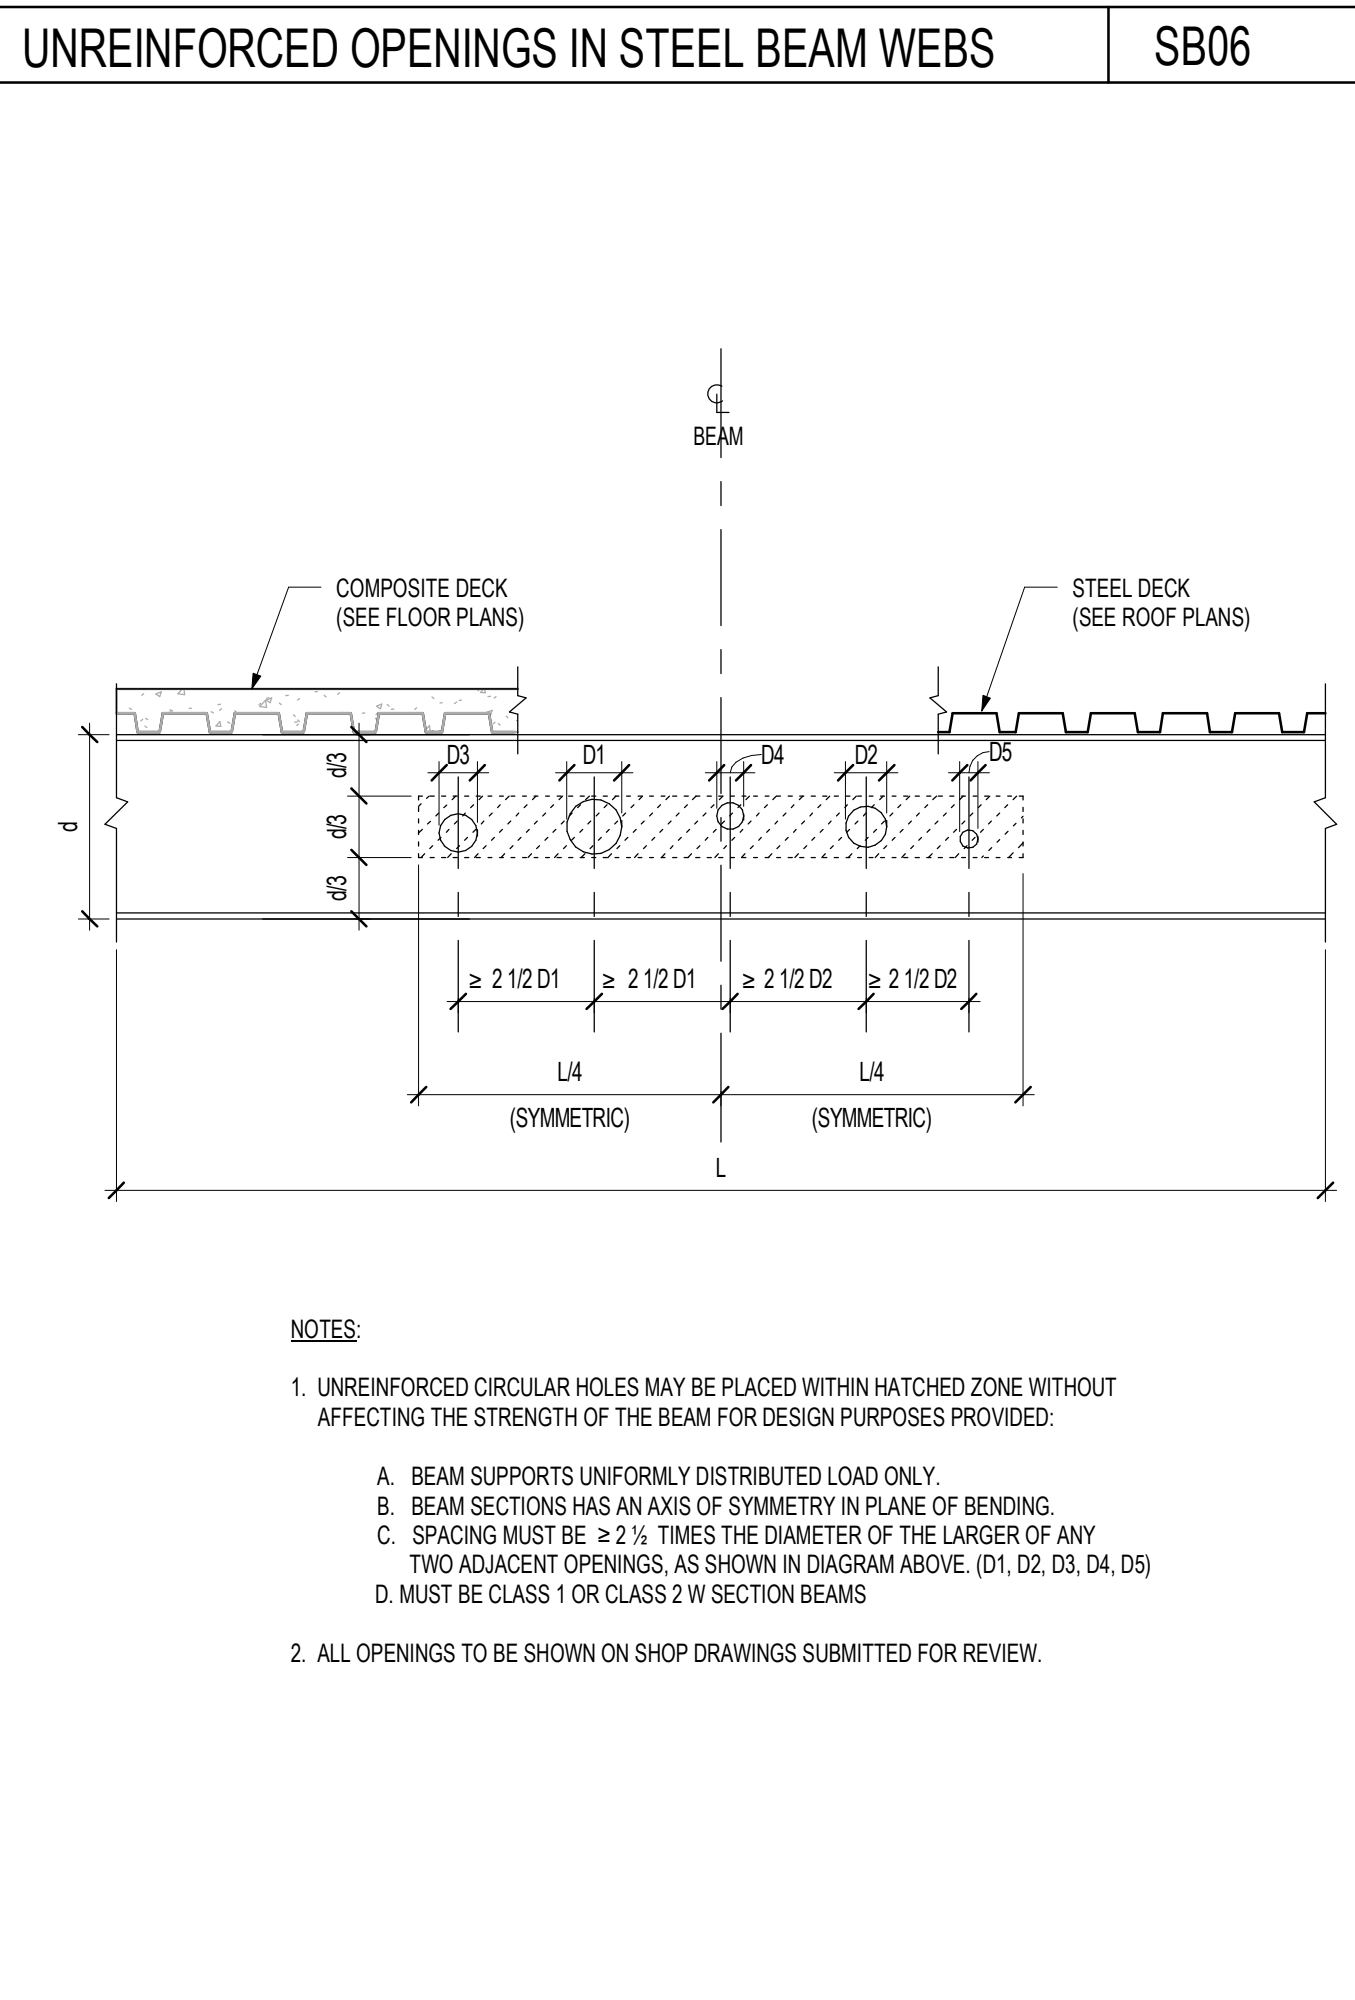 UNREINFORCED OPENINGS IN STEEL BEAM WEBS
SB06
℄
BEAM
COMPOSITE DECK
(SEE FLOOR PLANS)
STEEL DECK
(SEE ROOF PLANS)
D3
D1
D4
D2
D5
d/3
d/3
d/3
d
≥ 2 1/2 D1
≥ 2 1/2 D1
≥ 2 1/2 D2
≥ 2 1/2 D2
L/4
(SYMMETRIC)
L/4
(SYMMETRIC)
L
NOTES:
1. UNREINFORCED CIRCULAR HOLES MAY BE PLACED WITHIN HATCHED ZONE WITHOUT
AFFECTING THE STRENGTH OF THE BEAM FOR DESIGN PURPOSES PROVIDED:
A. BEAM SUPPORTS UNIFORMLY DISTRIBUTED LOAD ONLY.
B. BEAM SECTIONS HAS AN AXIS OF SYMMETRY IN PLANE OF BENDING.
C. SPACING MUST BE ≥ 2 ½ TIMES THE DIAMETER OF THE LARGER OF ANY
TWO ADJACENT OPENINGS, AS SHOWN IN DIAGRAM ABOVE. (D1, D2, D3, D4, D5)
D. MUST BE CLASS 1 OR CLASS 2 W SECTION BEAMS
2. ALL OPENINGS TO BE SHOWN ON SHOP DRAWINGS SUBMITTED FOR REVIEW.